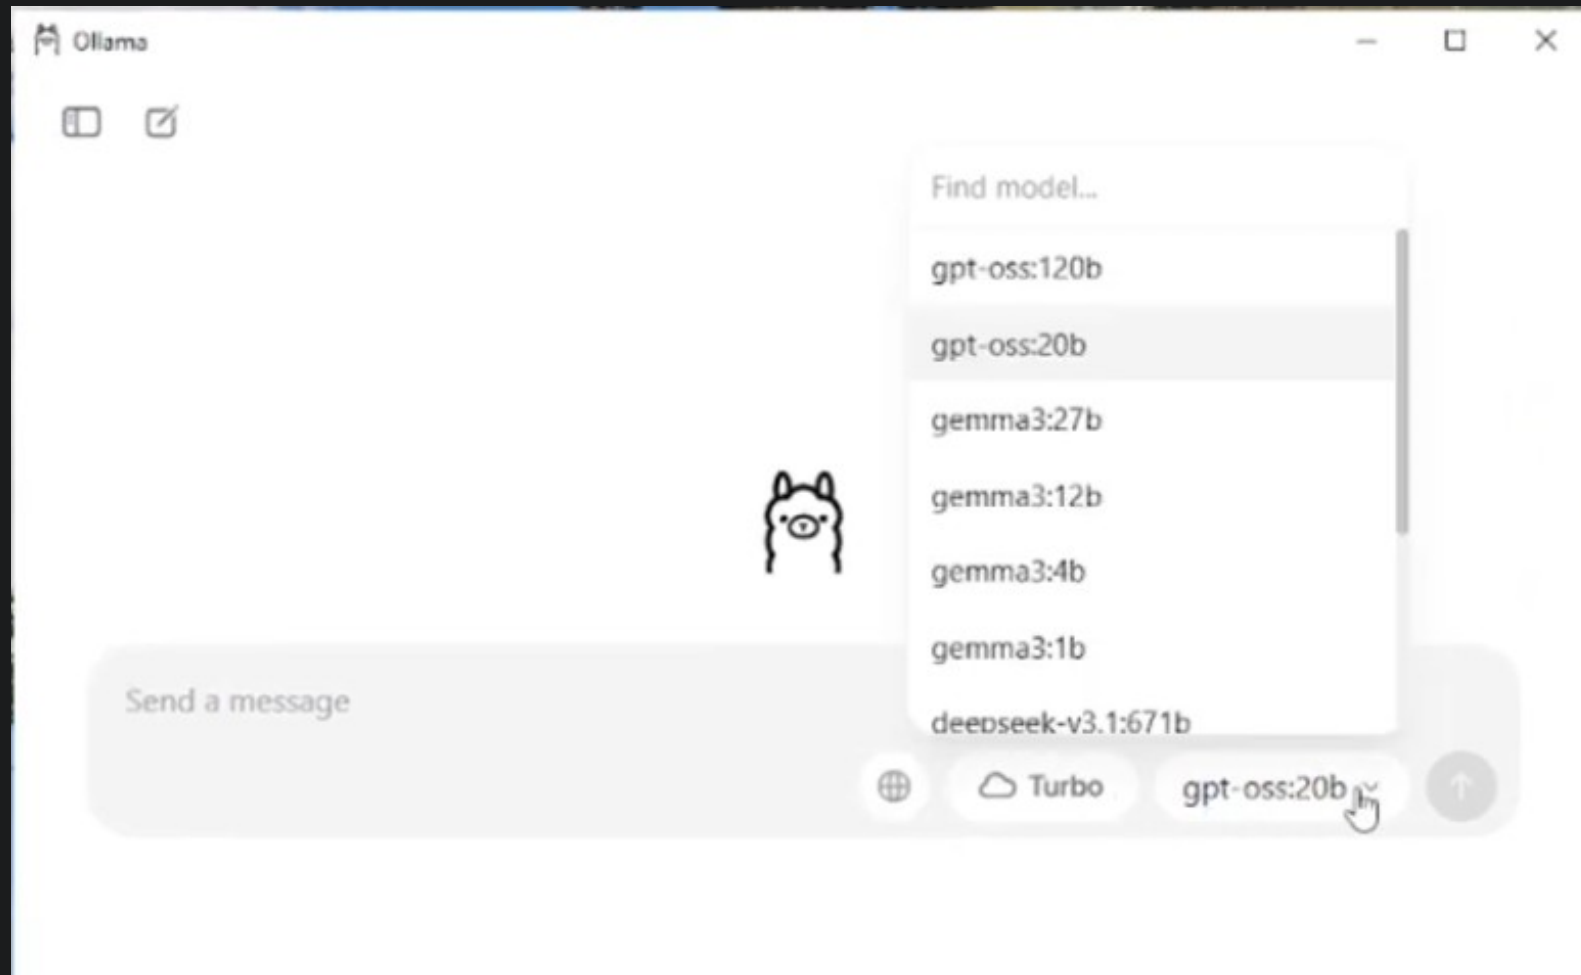 Ollama
Find model...
gpt-oss:120b
gpt-oss:20b
gemma3:27b
gemma3:12b
gemma3:4b
gemma3:1b
deepseek-v3.1:671b
Send a message
Turbo
gpt-oss:20b